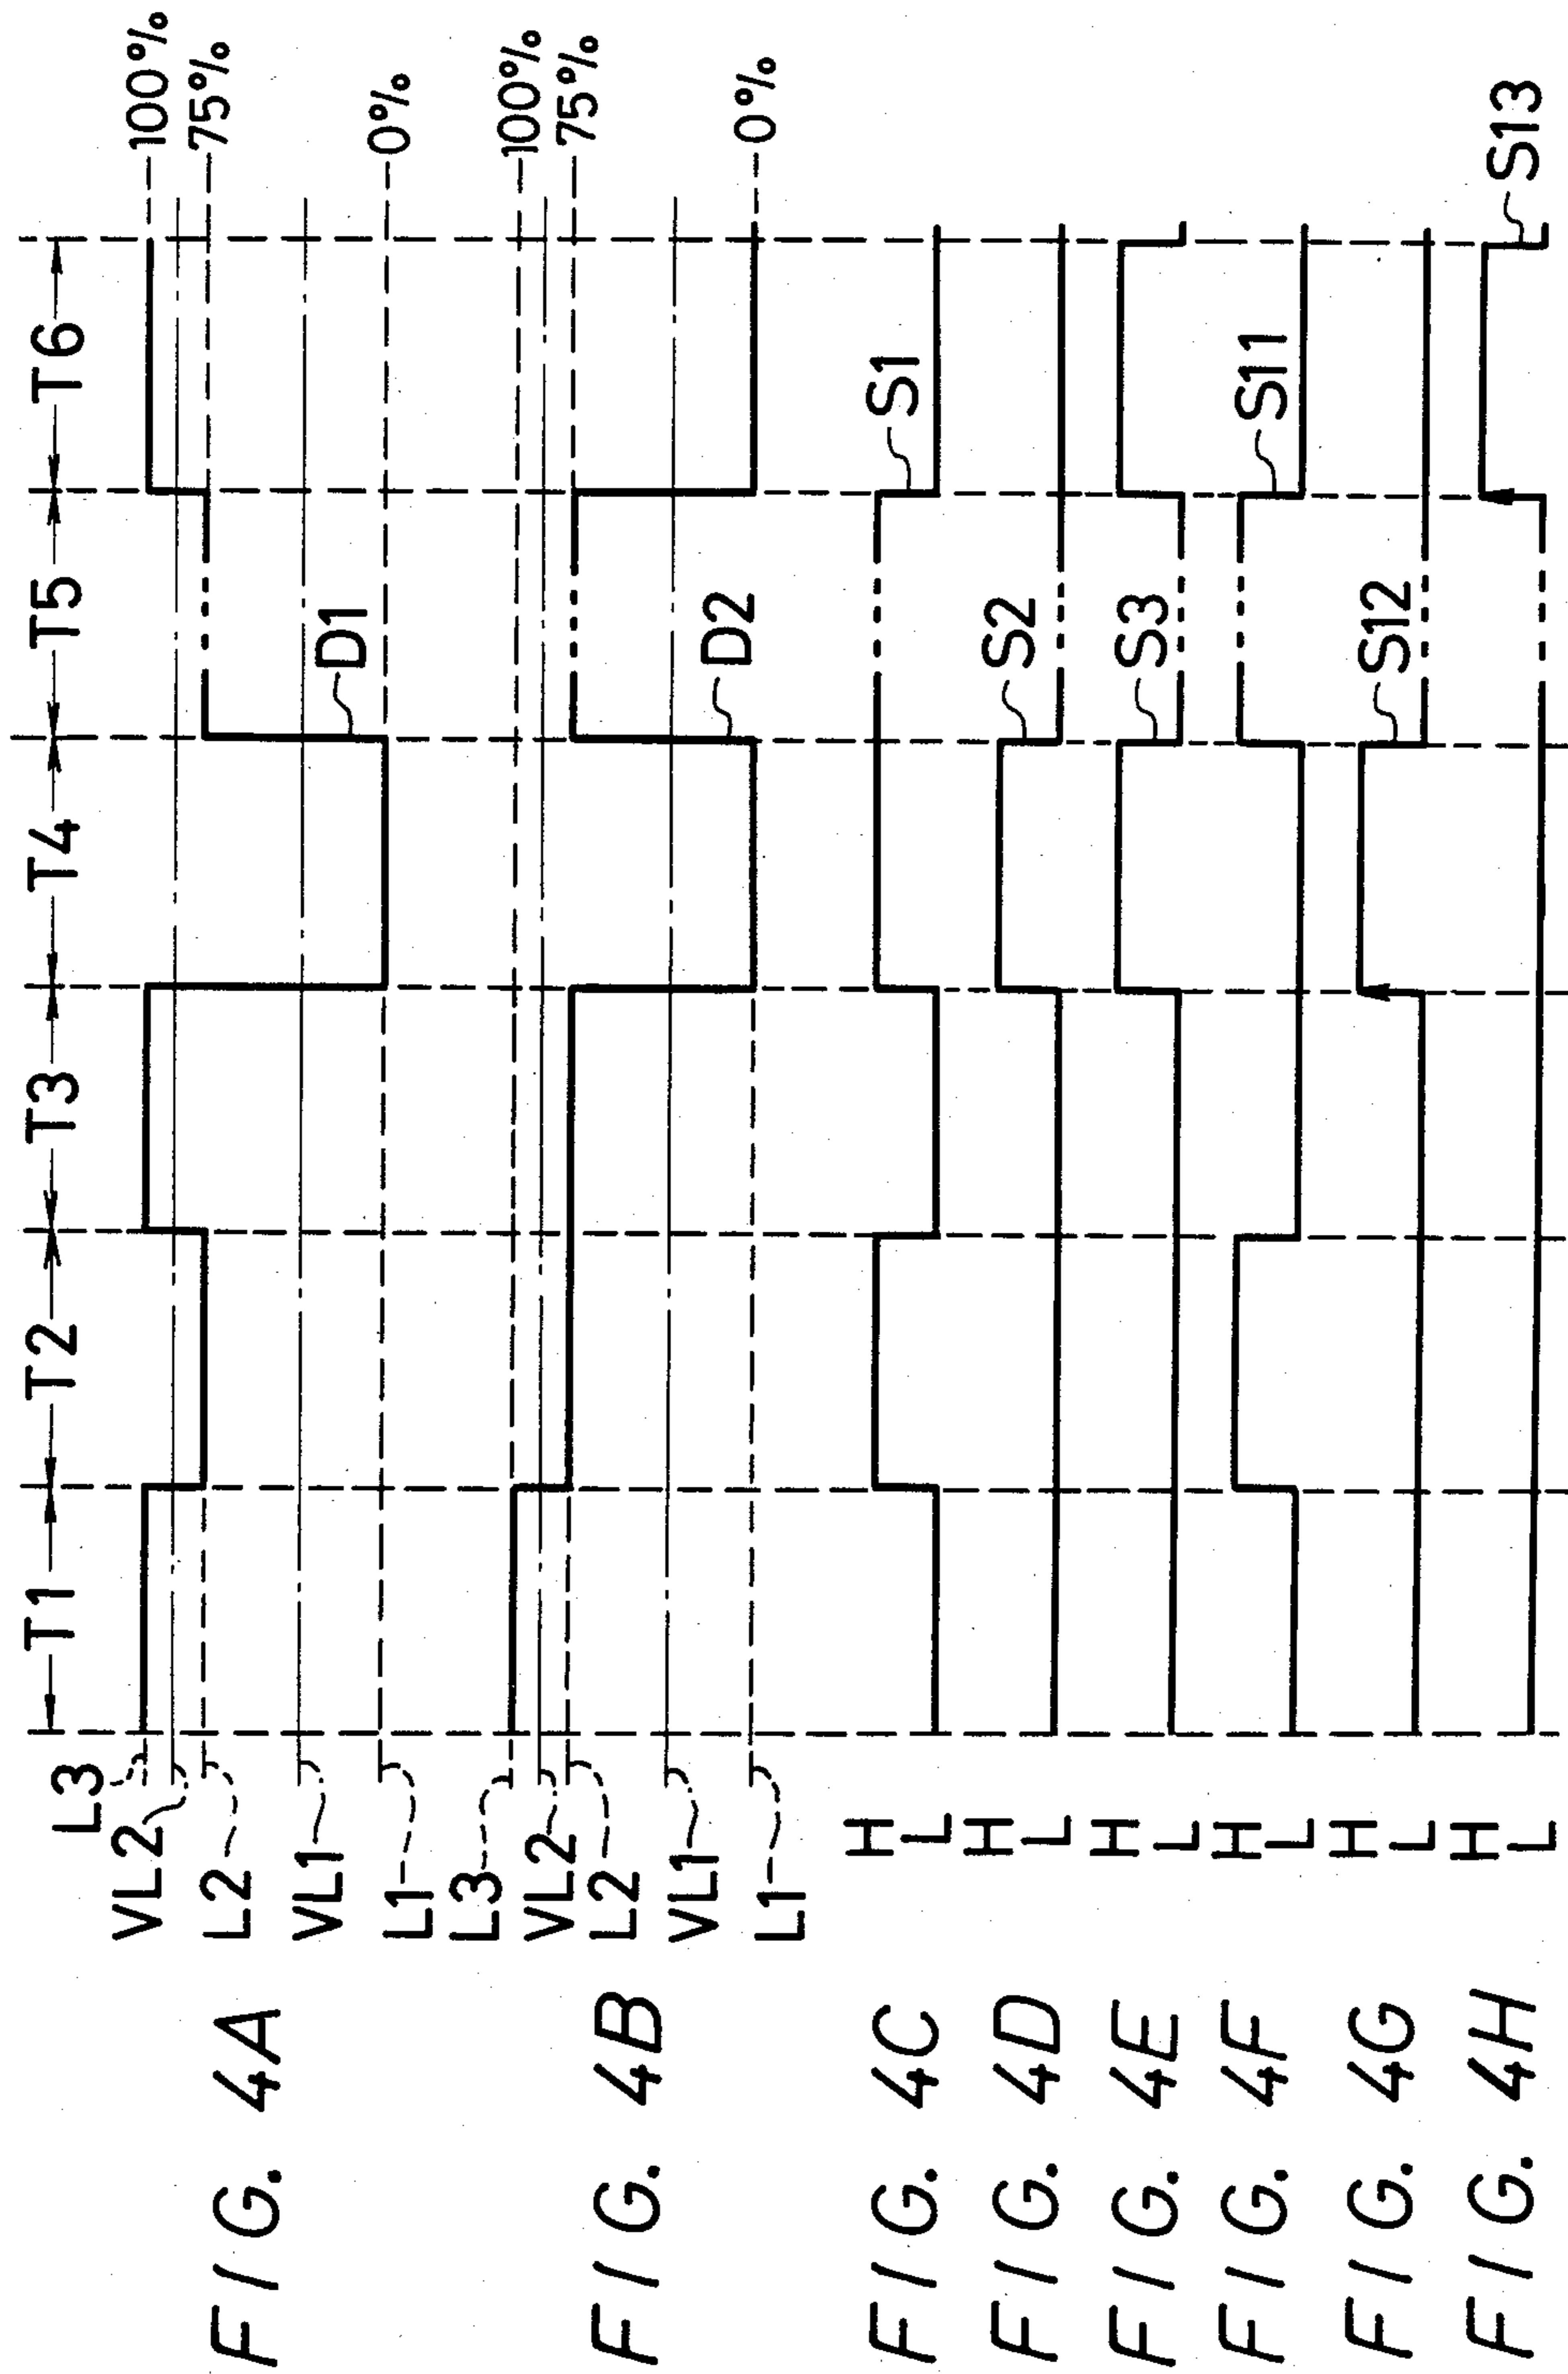 T1 T2 T3 T4 T5 T6
L3
VL2
L2
VL1
L1
100%
75%
0%
D1
FIG. 4A
L3
VL2
L2
VL1
L1
100%
75%
0%
D2
FIG. 4B
H
L
S1
FIG. 4C
H
L
S2
FIG. 4D
H
L
S3
FIG. 4E
H
L
S11
FIG. 4F
H
L
S12
FIG. 4G
H
L
S13
FIG. 4H